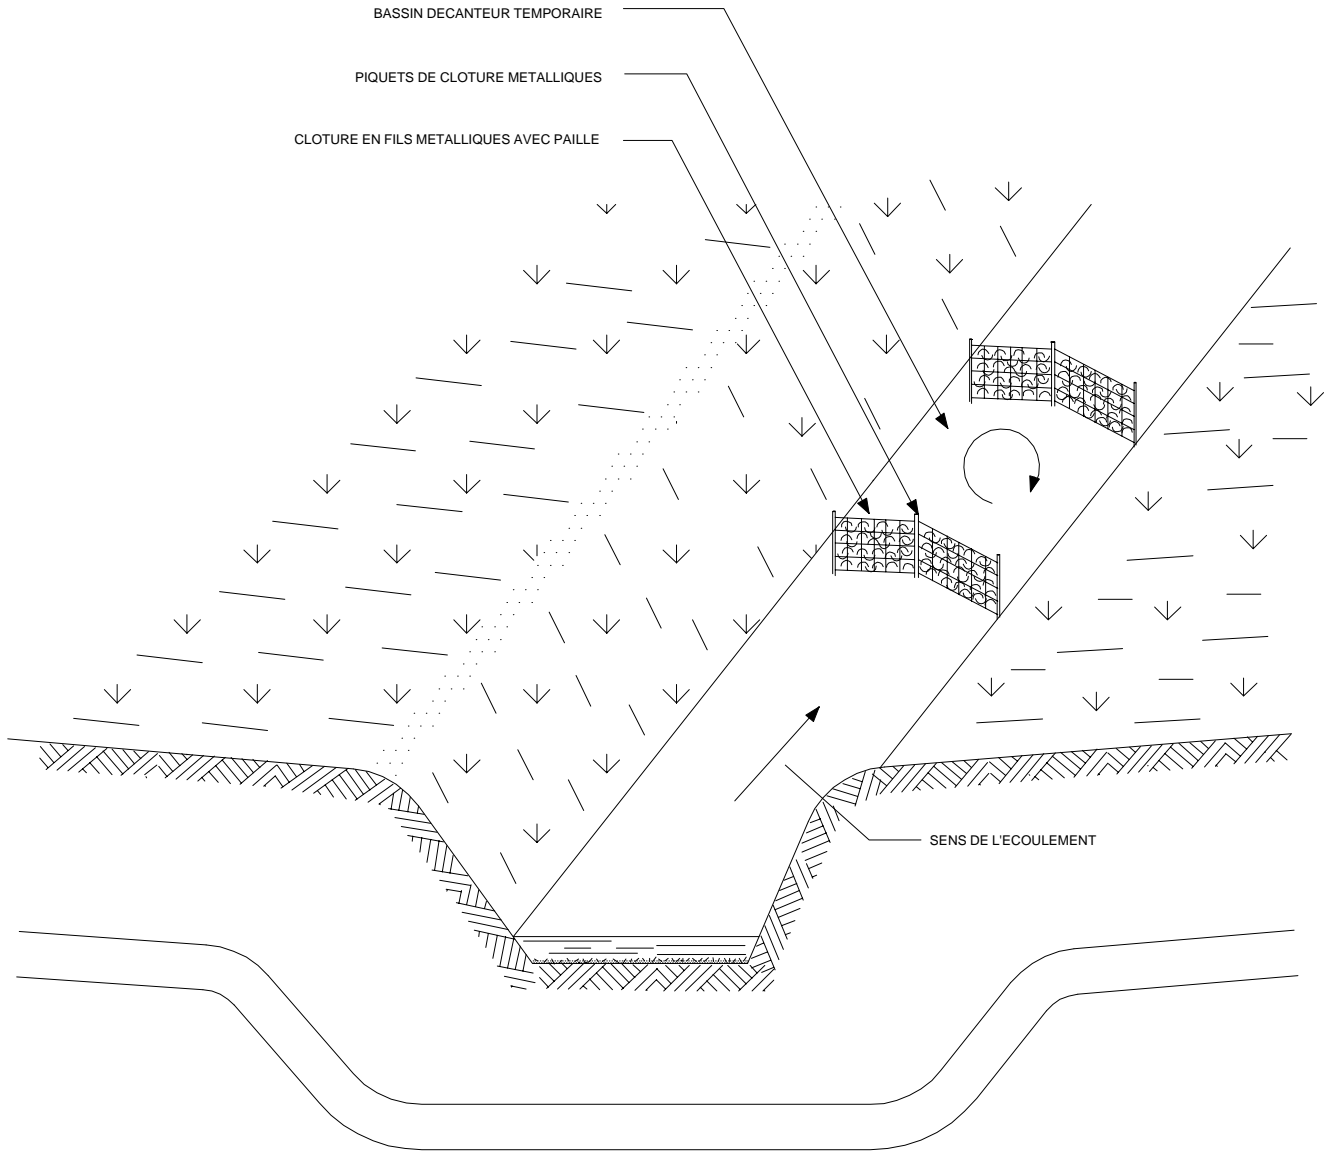 BASSIN DECANTEUR TEMPORAIRE
PIQUETS DE CLOTURE METALLIQUES
CLOTURE EN FILS METALLIQUES AVEC PAILLE
SENS DE L'ECOULEMENT